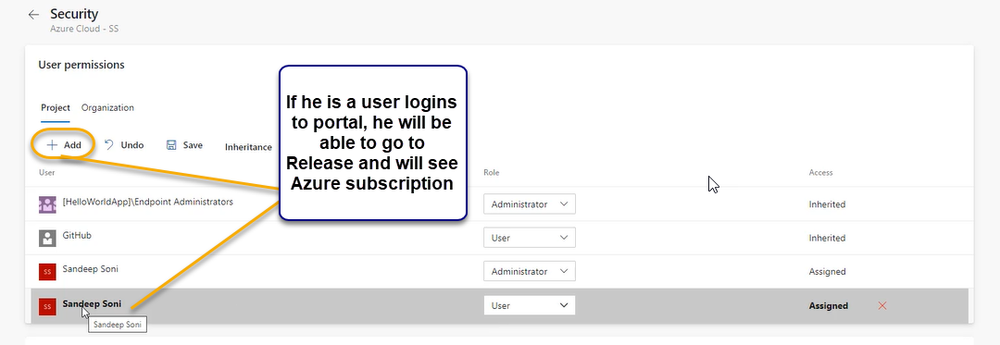 Security
Azure Cloud - SS
User permissions
Project Organization
Add Undo Save Inheritance
If he is a user logins
to portal, he will be
able to go to
Release and will see
Azure subscription
User Role Access
[HelloWorldApp]\Endpoint Administrators Administrator Inherited
GitHub User Inherited
SS Sandeep Soni Administrator Assigned
SS Sandeep Soni User Assigned
Sandeep Soni